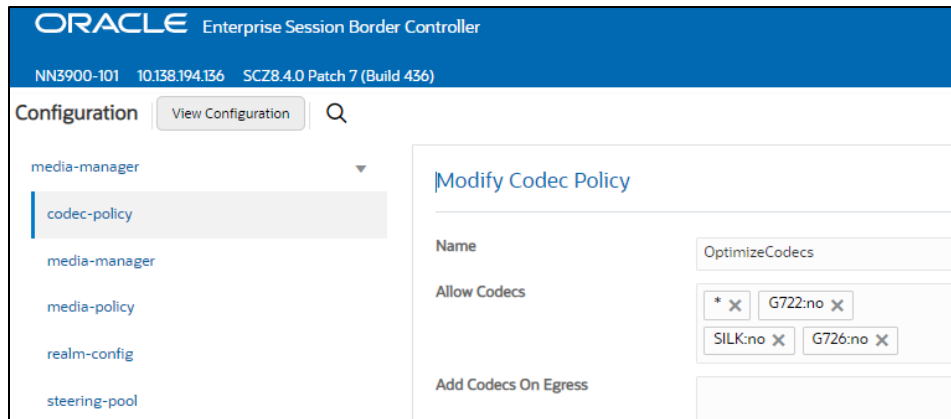 ORACLE Enterprise Session Border Controller
NN3900-101 10.138.194.136 SCZ8.4.0 Patch 7 (Build 436)
Configuration View Configuration
media-manager
codec-policy
media-manager
media-policy
realm-config
steering-pool
Modify Codec Policy
Name OptimizeCodecs
Allow Codecs * G722:no
SILK:no G726:no
Add Codecs On Egress